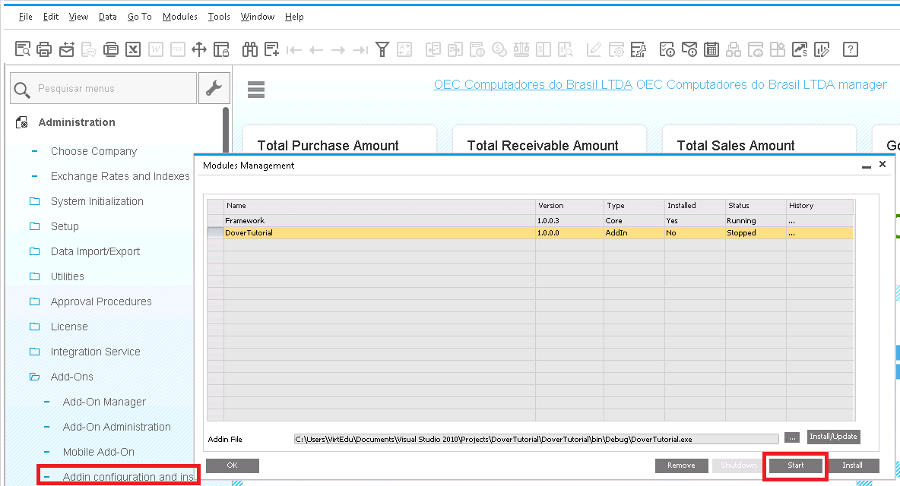 File Edit View Data Go To Modules Tools Window Help
Pesquisar menus
OEC Computadores do Brasil LTDA OEC Computadores do Brasil LTDA manager
Administration
Choose Company
Exchange Rates and Indexes
System Initialization
Setup
Data Import/Export
Utilities
Approval Procedures
License
Integration Service
Add-Ons
Add-On Manager
Add-On Administration
Mobile Add-On
Addin configuration and ins
Total Purchase Amount Total Receivable Amount Total Sales Amount Go
Modules Management
Name Version Type Installed Status History
Framework 1.0.0.3 Core Yes Running ...
DoverTutorial 1.0.0.0 AddIn No Stopped ...
Addin File C:\Users\VirtEdu\Documents\Visual Studio 2010\Projects\DoverTutorial\DoverTutorial\bin\Debug\DoverTutorial.exe ... Install/Update
OK Remove Shutdown Start Install